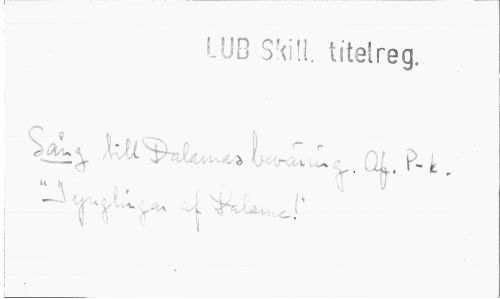 LUB Skill. titelreg.
Sång till Dalarnas beväring. Af. P-k.
"I ynglingar af Dalarne!"